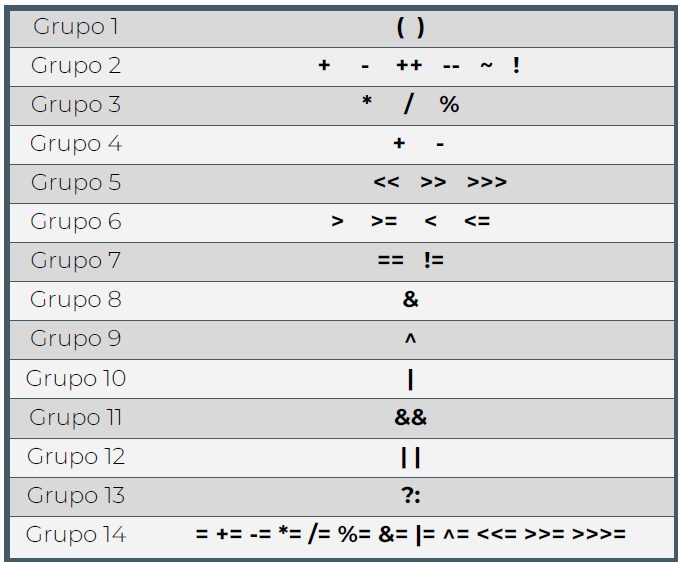 Grupo 1 ( )
Grupo 2 + - ++ -- ~ !
Grupo 3 * / %
Grupo 4 + -
Grupo 5 << >> >>>
Grupo 6 > >= < <=
Grupo 7 == !=
Grupo 8 &
Grupo 9 ^
Grupo 10 |
Grupo 11 &&
Grupo 12 ||
Grupo 13 ?:
Grupo 14 = += -= *= /= %= &= |= ^= <<= >>= >>>=